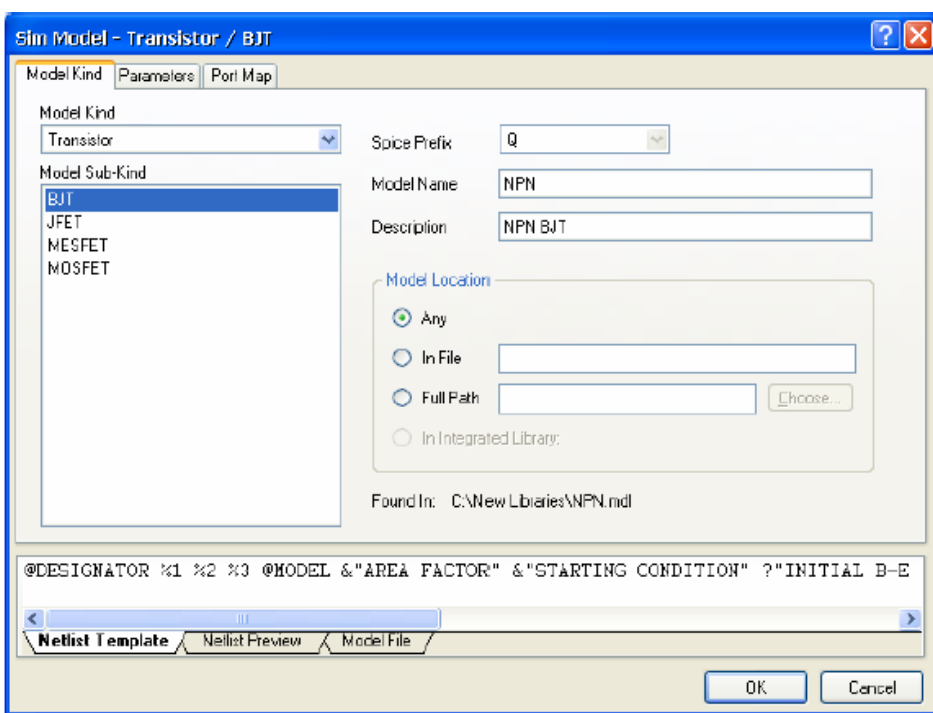 Sim Model - Transistor / BJT
Model Kind
Parameters
Port Map
Model Kind
Transistor
Model Sub-Kind
BJT
JFET
MESFET
MOSFET
Spice Prefix
Q
Model Name
NPN
Description
NPN BJT
Model Location
Any
In File
Full Path
Choose...
In Integrated Library:
Found In: C:\New Libraries\NPN.mdl
@DESIGNATOR %1 %2 %3 @MODEL &"AREA FACTOR" &"STARTING CONDITION" ?"INITIAL B-E
Netlist Template
Netlist Preview
Model File
OK
Cancel